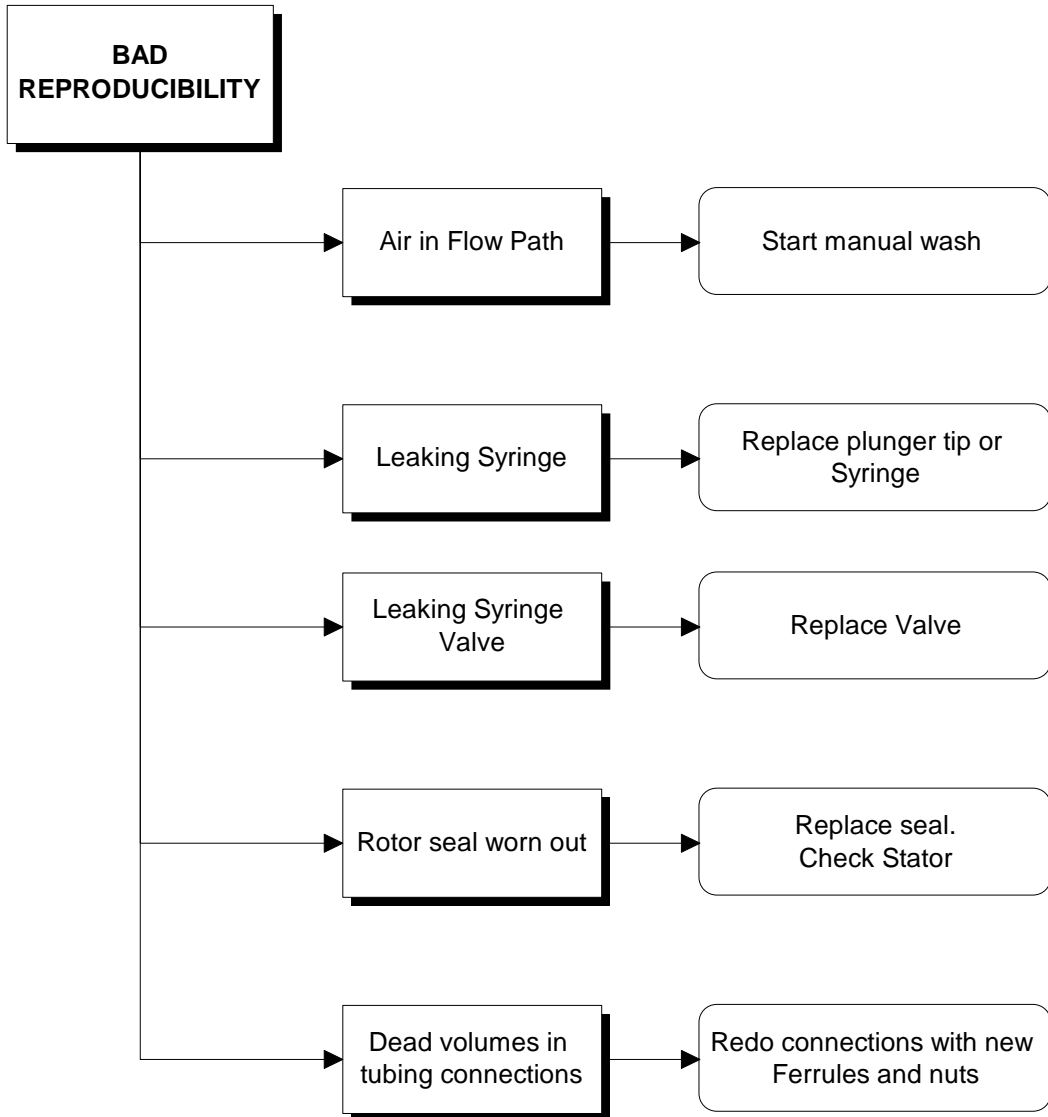 BAD
REPRODUCIBILITY
Air in Flow Path
Start manual wash
Leaking Syringe
Replace plunger tip or
Syringe
Leaking Syringe
Valve
Replace Valve
Rotor seal worn out
Replace seal.
Check Stator
Dead volumes in
tubing connections
Redo connections with new
Ferrules and nuts